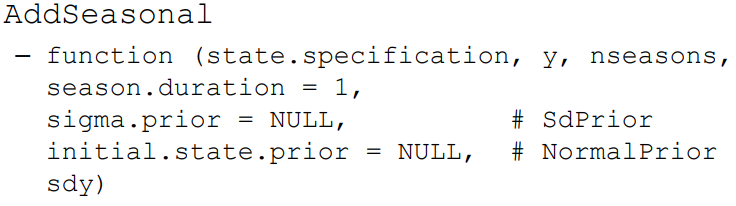 AddSeasonal
– function (state.specification, y, nseasons,
season.duration = 1,
sigma.prior = NULL, # SdPrior
initial.state.prior = NULL, # NormalPrior
sdy)